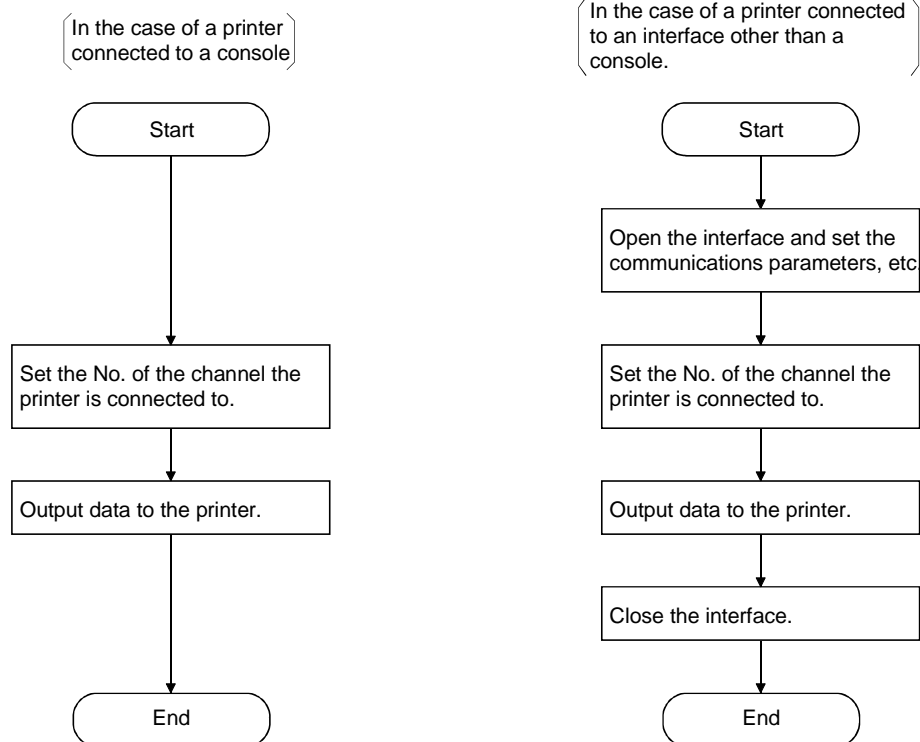 In the case of a printer
connected to a console
Start
Set the No. of the channel the
printer is connected to.
Output data to the printer.
End
In the case of a printer connected
to an interface other than a
console.
Start
Open the interface and set the
communications parameters, etc.
Set the No. of the channel the
printer is connected to.
Output data to the printer.
Close the interface.
End